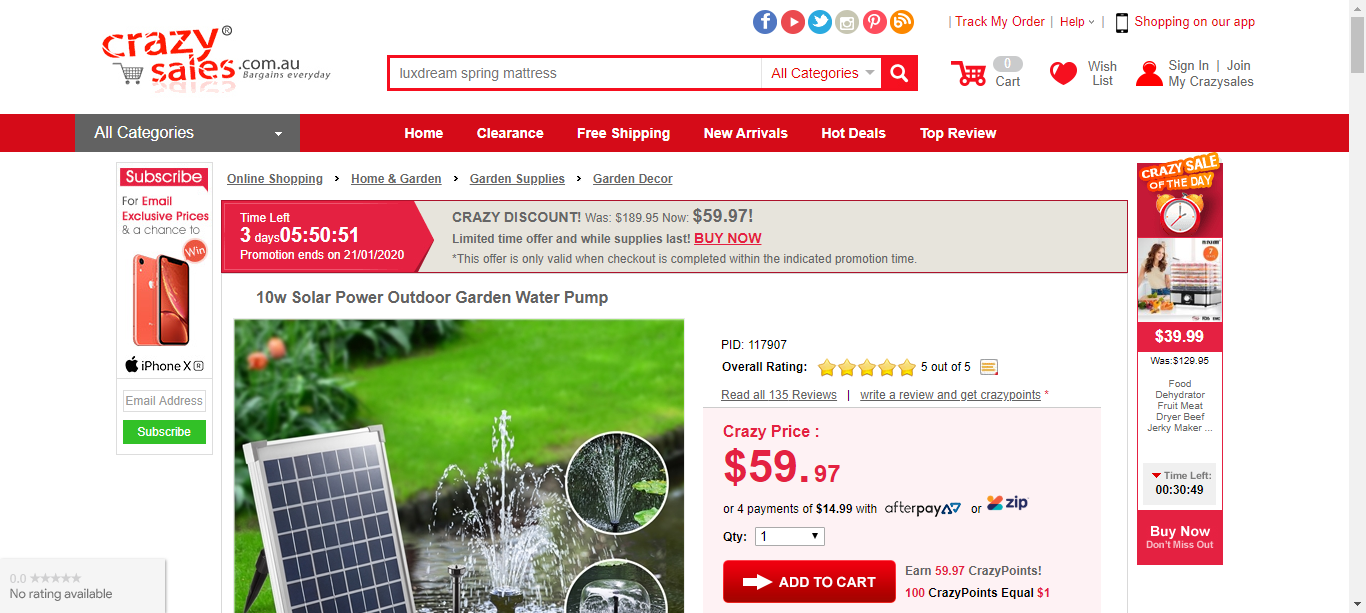 | Track My Order | Help | Shopping on our app
crazy
sales.com.au
Bargains everyday
luxdream spring mattress
All Categories
0
Cart
Wish
List
Sign In | Join
My Crazysales
All Categories
Home
Clearance
Free Shipping
New Arrivals
Hot Deals
Top Review
Subscribe
For Email
Exclusive Prices
& a chance to
Win
iPhone XR
Email Address
Subscribe
Online Shopping
Home & Garden
Garden Supplies
Garden Decor
Time Left
3 days05:50:51
Promotion ends on 21/01/2020
CRAZY DISCOUNT! Was: $189.95 Now: $59.97!
Limited time offer and while supplies last! BUY NOW
*This offer is only valid when checkout is completed within the indicated promotion time.
10w Solar Power Outdoor Garden Water Pump
PID: 117907
Overall Rating: 5 out of 5
Read all 135 Reviews | write a review and get crazypoints *
Crazy Price :
$59.97
or 4 payments of $14.99 with afterpay or zip
Qty: 1
ADD TO CART
Earn 59.97 CrazyPoints!
100 CrazyPoints Equal $1
CRAZY SALE
OF THE DAY
$39.99
Was:$129.95
Food
Dehydrator
Fruit Meat
Dryer Beef
Jerky Maker ...
Time Left:
00:30:49
Buy Now
Don't Miss Out
0.0 ★★★★★
No rating available